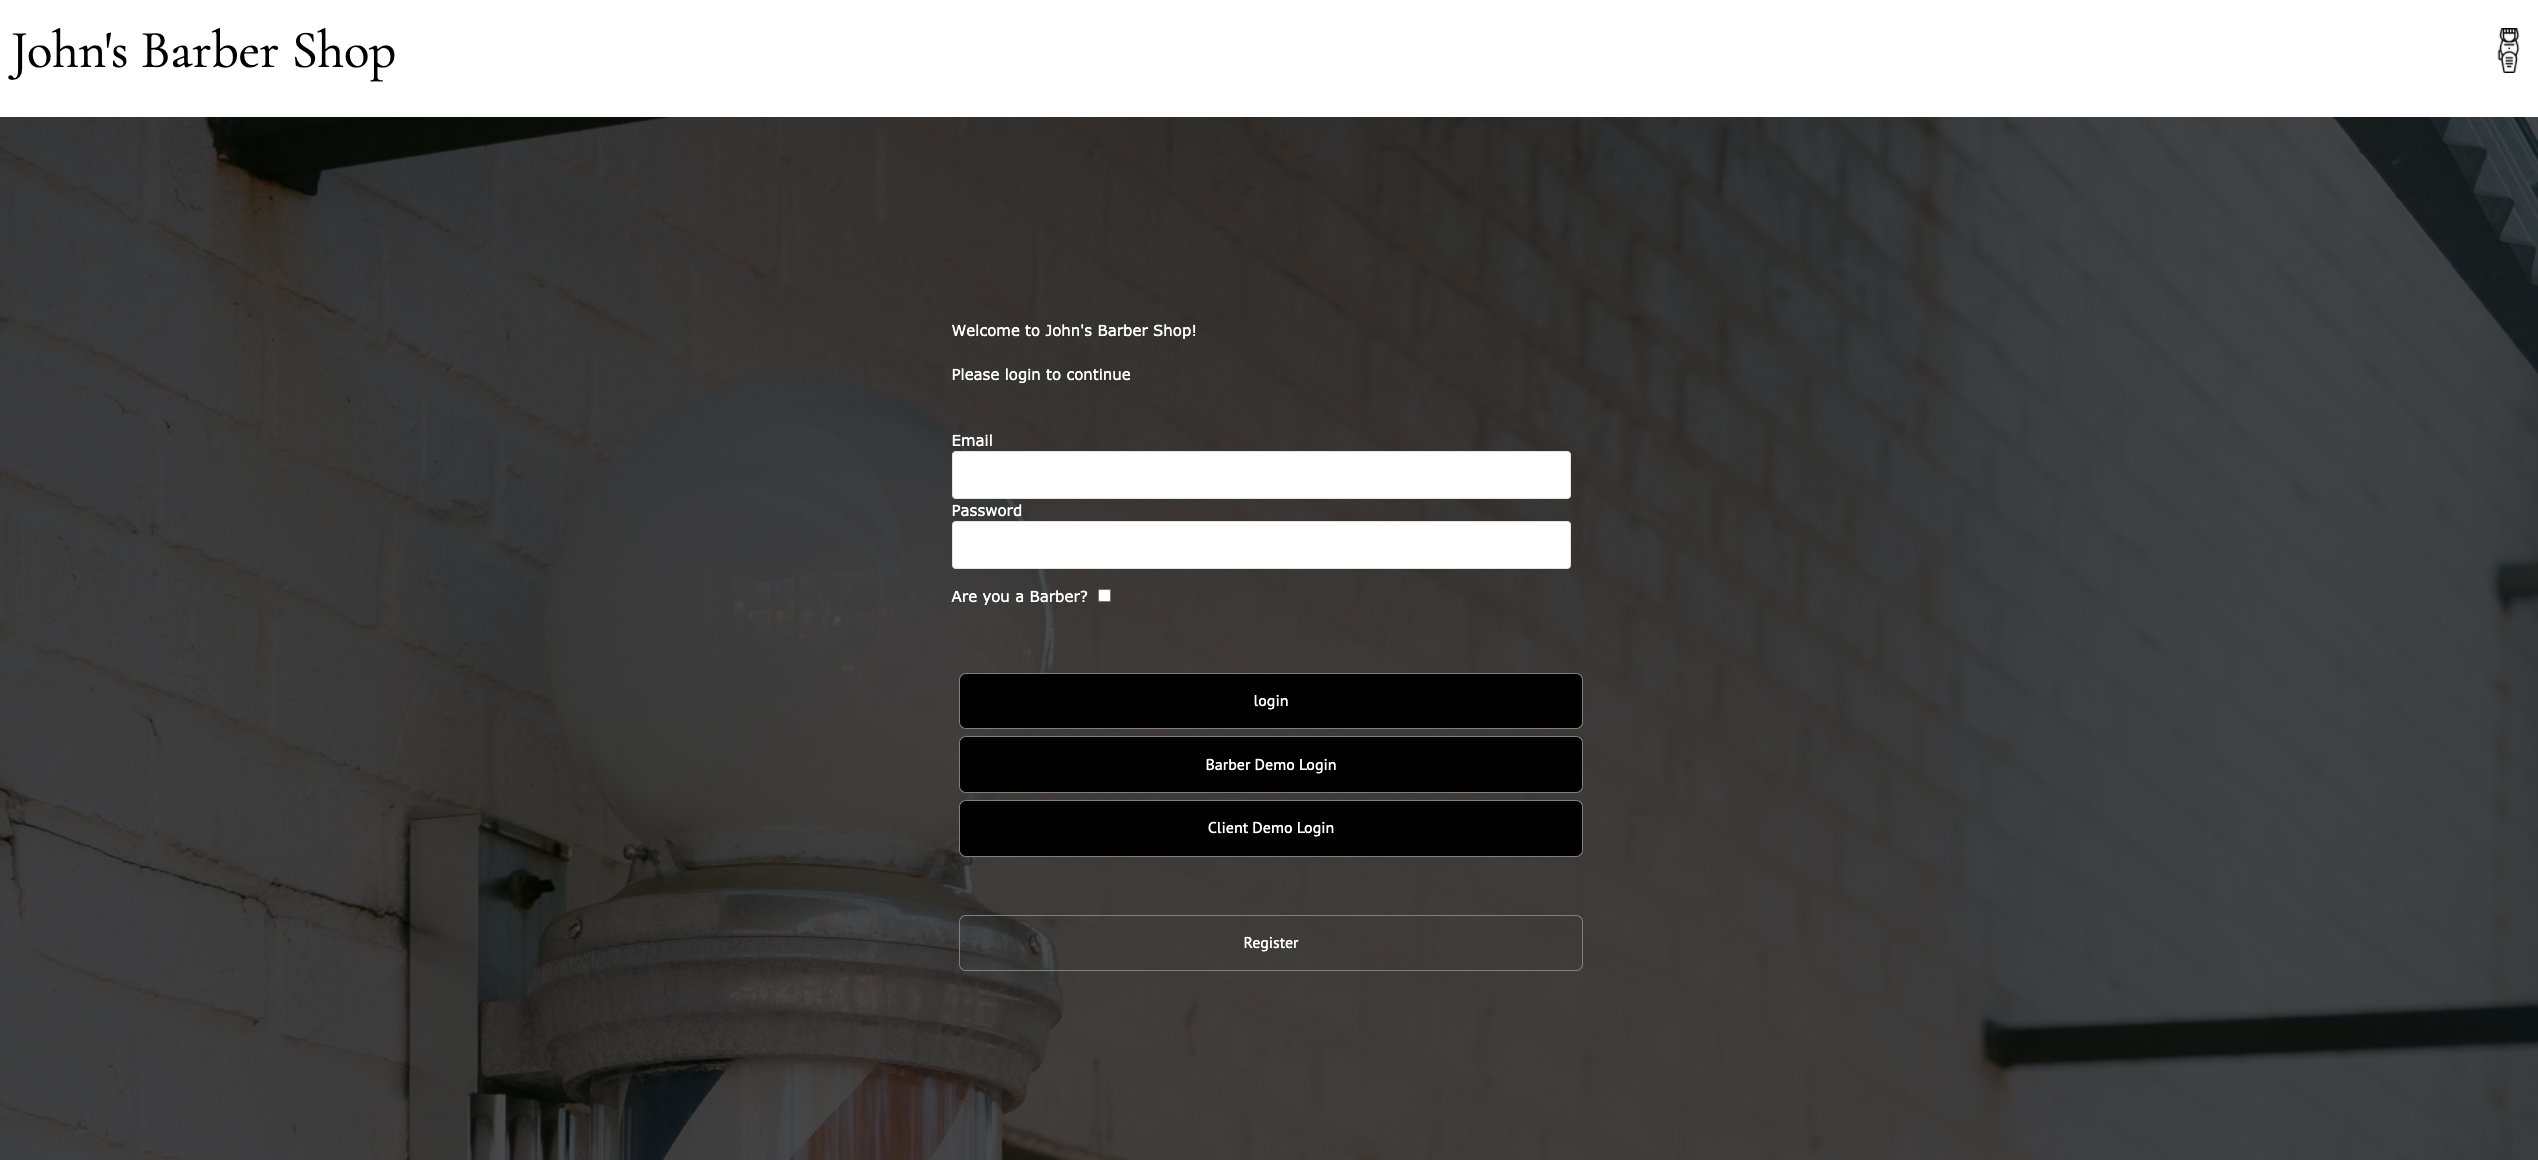 John's Barber Shop
Welcome to John's Barber Shop!
Please login to continue
Email
Password
Are you a Barber?
login
Barber Demo Login
Client Demo Login
Register